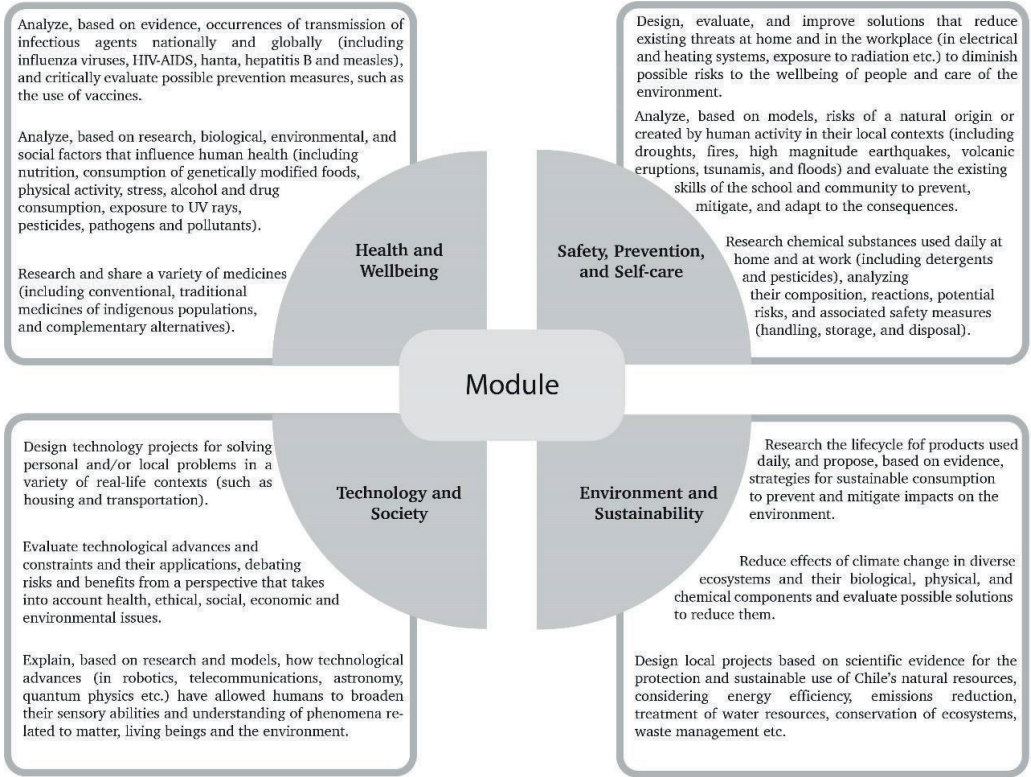 Analyze, based on evidence, occurrences of transmission of
infectious agents nationally and globally (including
influenza viruses, HIV-AIDS, hanta, hepatitis B and measles),
and critically evaluate possible prevention measures, such as
the use of vaccines.
Analyze, based on research, biological, environmental, and
social factors that influence human health (including
nutrition, consumption of genetically modified foods,
physical activity, stress, alcohol and drug
consumption, exposure to UV rays,
pesticides, pathogens and pollutants).
Research and share a variety of medicines
(including conventional, traditional
medicines of indigenous populations,
and complementary alternatives).
Health and
Wellbeing
Design, evaluate, and improve solutions that reduce
existing threats at home and in the workplace (in electrical
and heating systems, exposure to radiation etc.) to diminish
possible risks to the wellbeing of people and care of the
environment.
Analyze, based on models, risks of a natural origin or
created by human activity in their local contexts (including
droughts, fires, high magnitude earthquakes, volcanic
eruptions, tsunamis, and floods) and evaluate the existing
skills of the school and community to prevent,
mitigate, and adapt to the consequences.
Research chemical substances used daily at
home and at work (including detergents
and pesticides), analyzing
their composition, reactions, potential
risks, and associated safety measures
(handling, storage, and disposal).
Safety, Prevention,
and Self-care
Module
Design technology projects for solving
personal and/or local problems in a
variety of real-life contexts (such as
housing and transportation).
Evaluate technological advances and
constraints and their applications, debating
risks and benefits from a perspective that takes
into account health, ethical, social, economic and
environmental issues.
Explain, based on research and models, how technological
advances (in robotics, telecommunications, astronomy,
quantum physics etc.) have allowed humans to broaden
their sensory abilities and understanding of phenomena re-
lated to matter, living beings and the environment.
Technology and
Society
Environment and
Sustainability
Research the lifecycle fof products used
daily, and propose, based on evidence,
strategies for sustainable consumption
to prevent and mitigate impacts on the
environment.
Reduce effects of climate change in diverse
ecosystems and their biological, physical, and
chemical components and evaluate possible solutions
to reduce them.
Design local projects based on scientific evidence for the
protection and sustainable use of Chile's natural resources,
considering energy efficiency, emissions reduction,
treatment of water resources, conservation of ecosystems,
waste management etc.